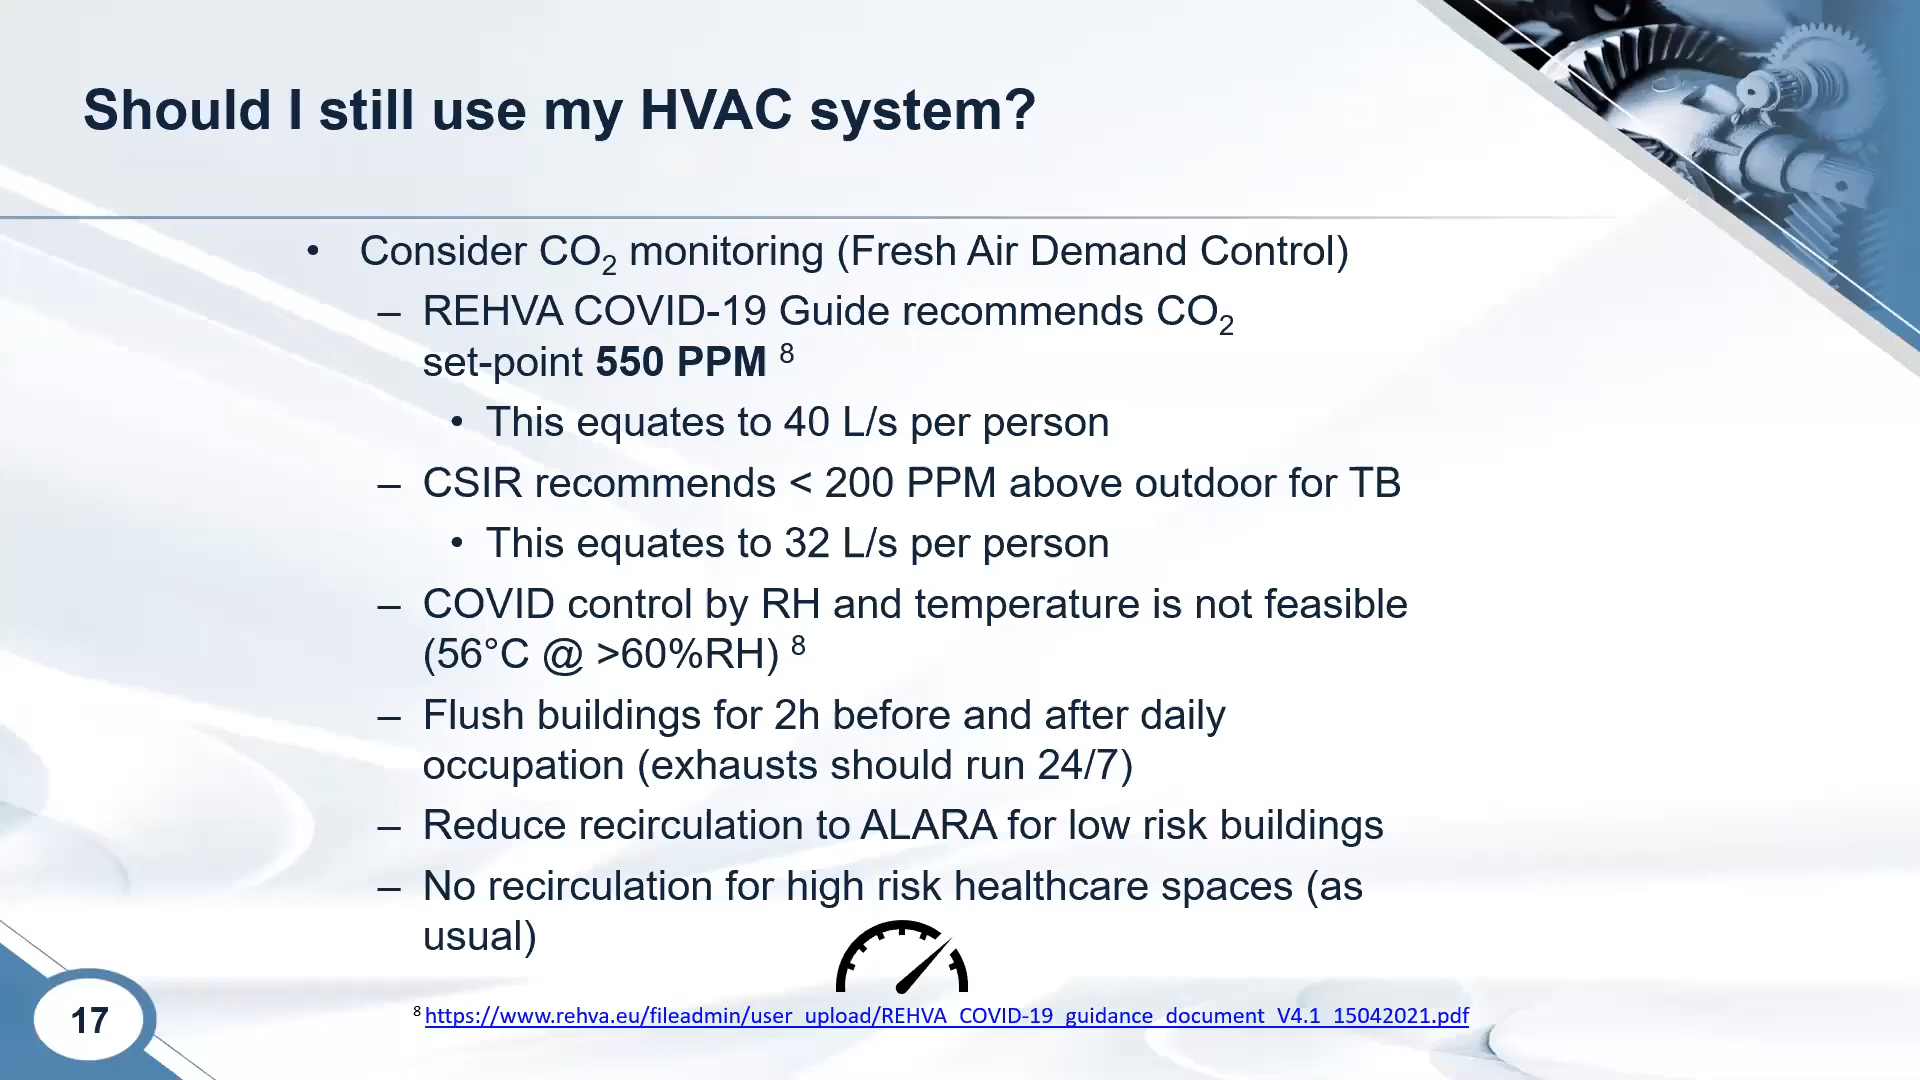 Should I still use my HVAC system?
• Consider CO₂ monitoring (Fresh Air Demand Control)
– REHVA COVID-19 Guide recommends CO₂
set-point 550 PPM ⁸
• This equates to 40 L/s per person
– CSIR recommends < 200 PPM above outdoor for TB
• This equates to 32 L/s per person
– COVID control by RH and temperature is not feasible
(56°C @ >60%RH) ⁸
– Flush buildings for 2h before and after daily
occupation (exhausts should run 24/7)
– Reduce recirculation to ALARA for low risk buildings
– No recirculation for high risk healthcare spaces (as
usual)
⁸ https://www.rehva.eu/fileadmin/user_upload/REHVA_COVID-19_guidance_document_V4.1_15042021.pdf
17